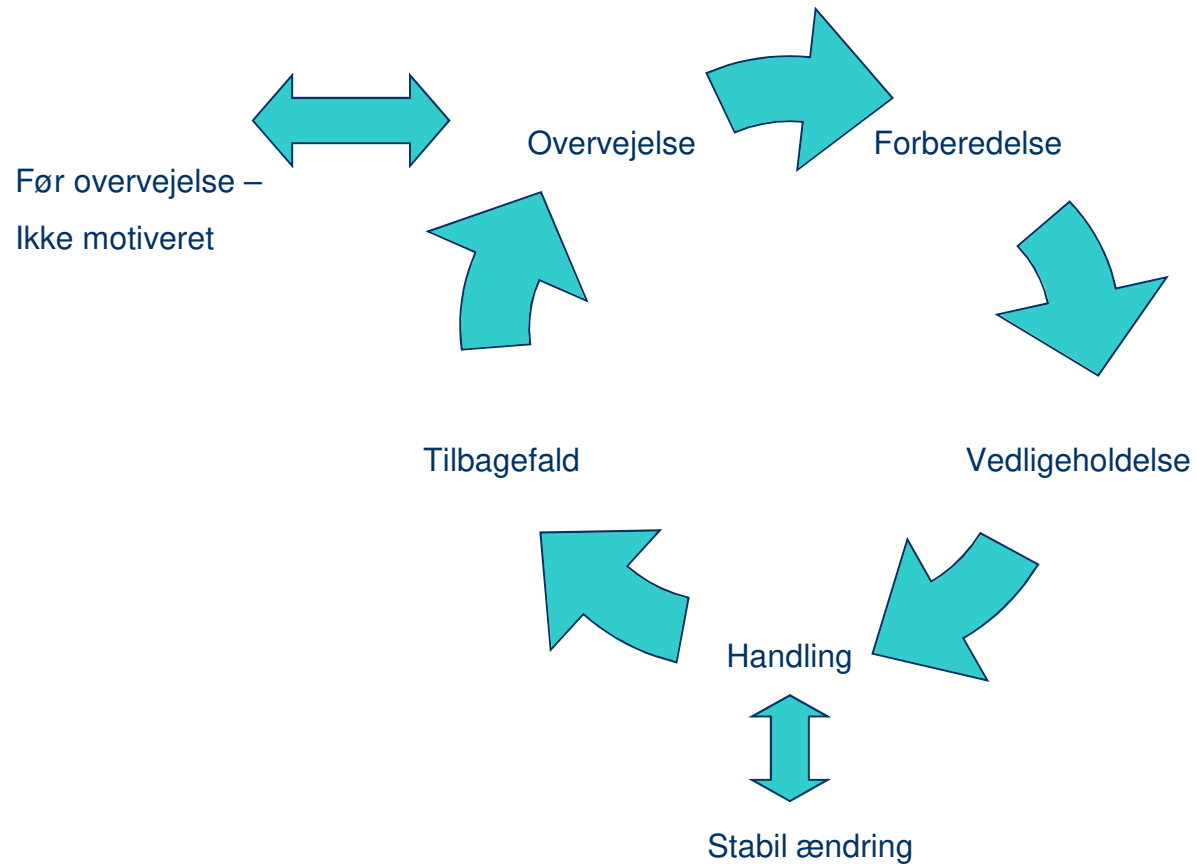 Overvejelse
Forberedelse
Før overvejelse –
Ikke motiveret
Tilbagefald
Vedligeholdelse
Handling
Stabil ændring